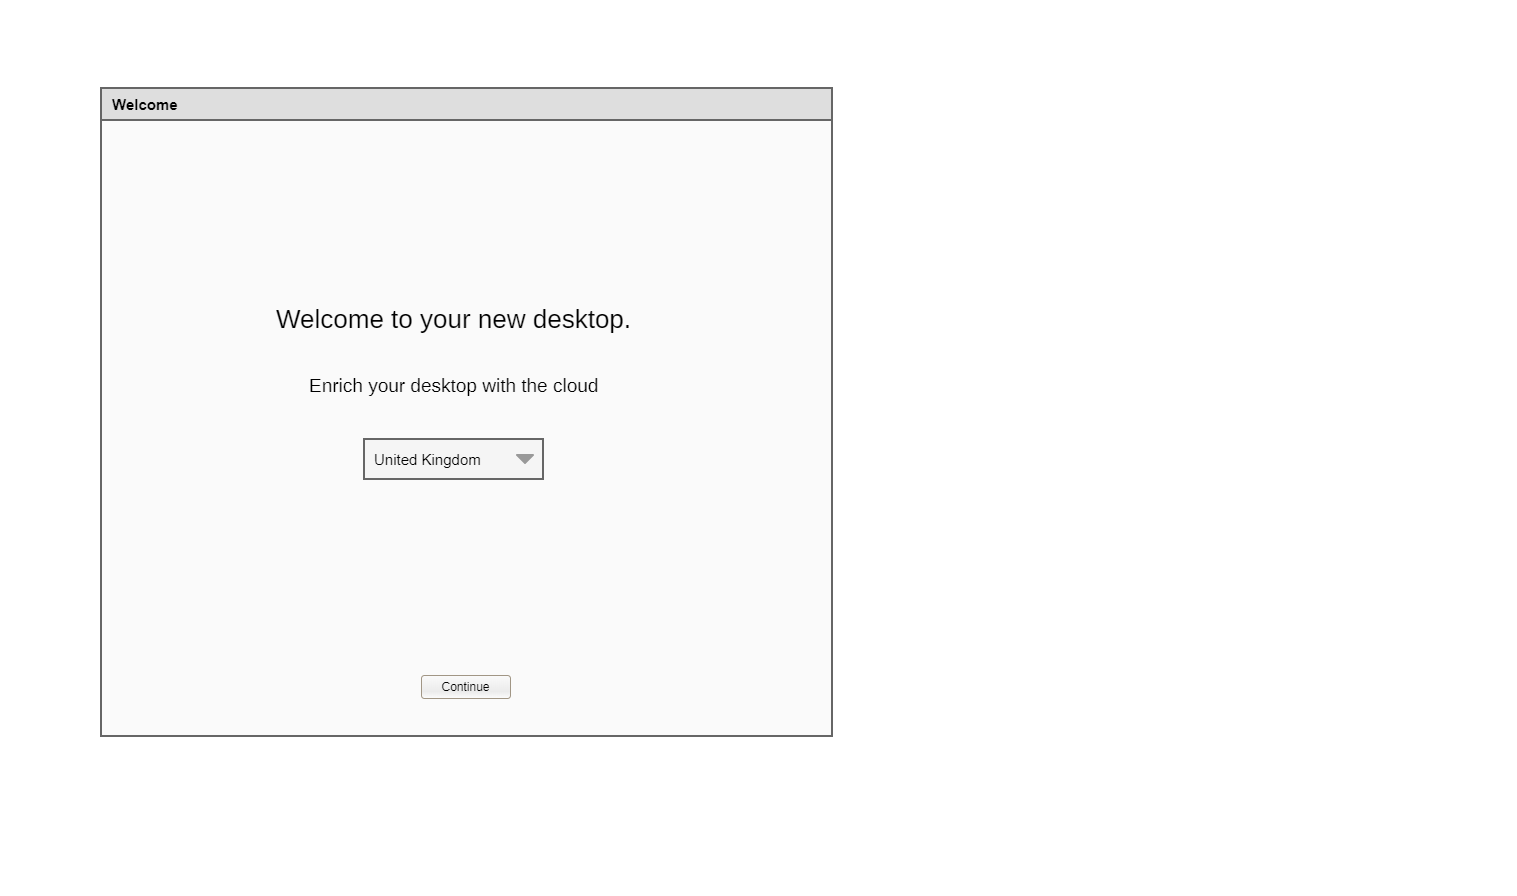 Welcome
Welcome to your new desktop.
Enrich your desktop with the cloud
United Kingdom
Continue